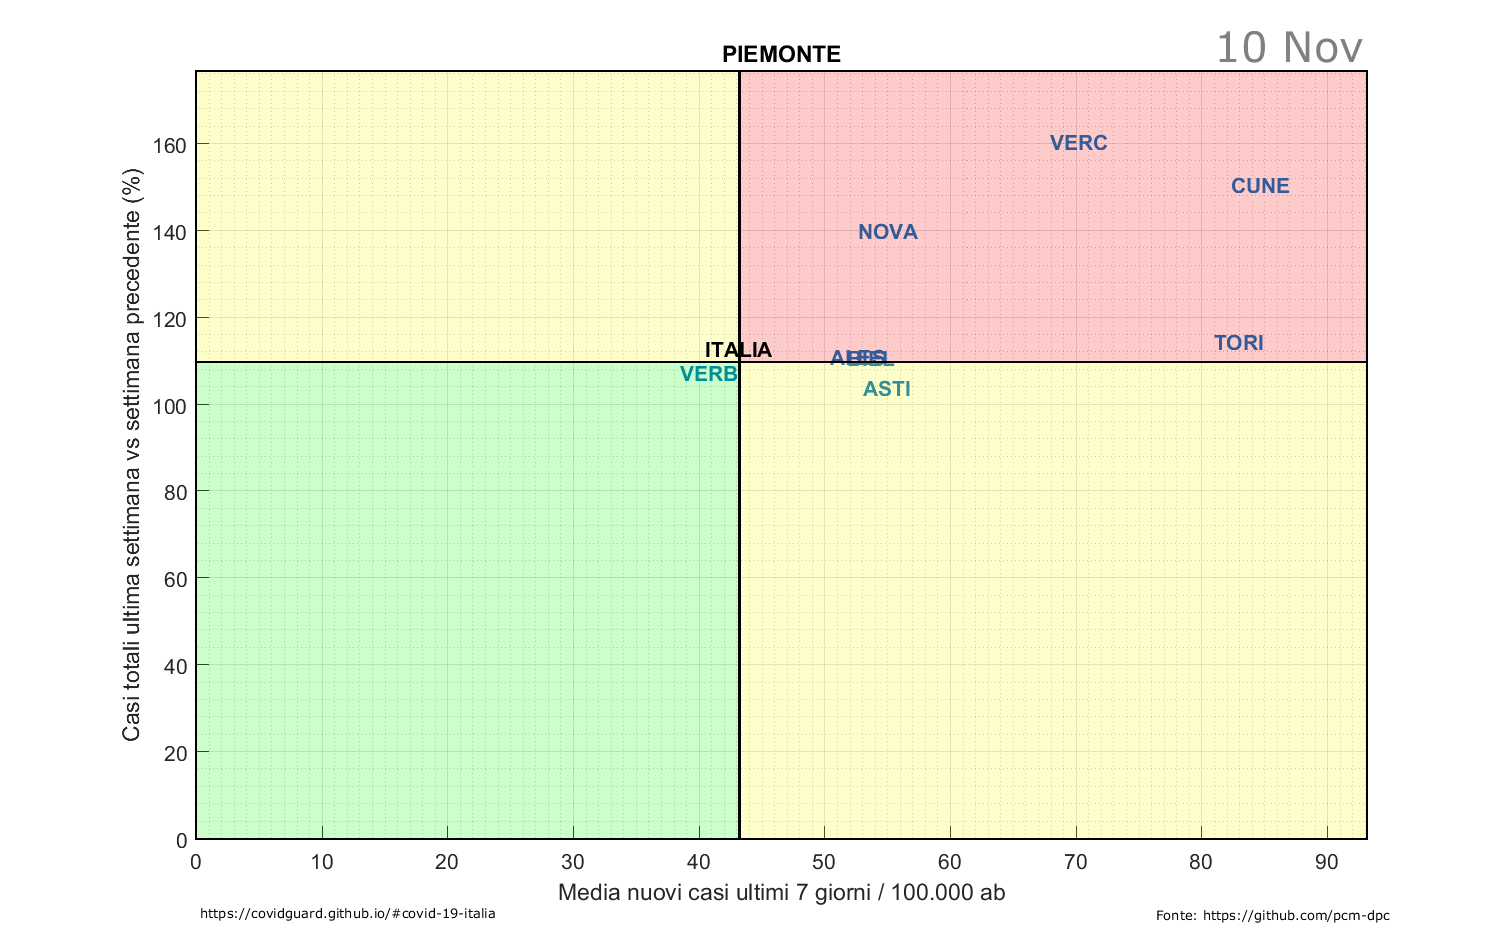 PIEMONTE
10 Nov
Casi totali ultima settimana vs settimana precedente (%)
160
140
120
100
80
60
40
20
0
VERC
CUNE
NOVA
TORI
ITALIA
ALES
BIEL
VERB
ASTI
0 10 20 30 40 50 60 70 80 90
Media nuovi casi ultimi 7 giorni / 100.000 ab
https://covidguard.github.io/#covid-19-italia
Fonte: https://github.com/pcm-dpc